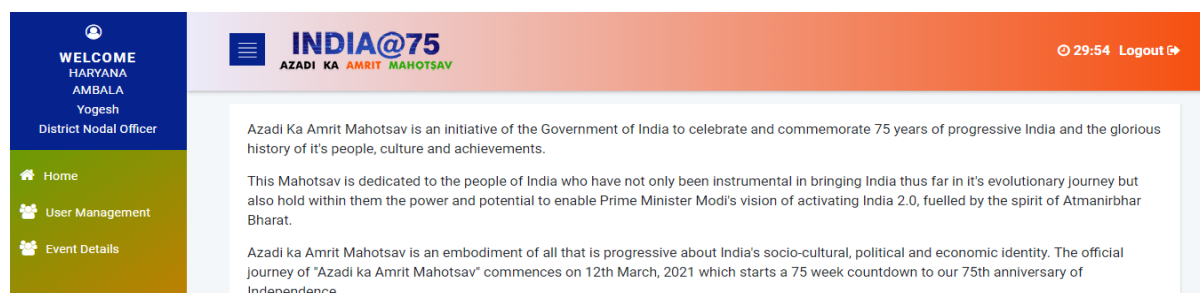 WELCOME
HARYANA
AMBALA
Yogesh
District Nodal Officer
Home
User Management
Event Details
INDIA@75
AZADI KA AMRIT MAHOTSAV
29:54 Logout
Azadi Ka Amrit Mahotsav is an initiative of the Government of India to celebrate and commemorate 75 years of progressive India and the glorious
history of it's people, culture and achievements.
This Mahotsav is dedicated to the people of India who have not only been instrumental in bringing India thus far in it's evolutionary journey but
also hold within them the power and potential to enable Prime Minister Modi's vision of activating India 2.0, fuelled by the spirit of Atmanirbhar
Bharat.
Azadi ka Amrit Mahotsav is an embodiment of all that is progressive about India's socio-cultural, political and economic identity. The official
journey of "Azadi ka Amrit Mahotsav" commences on 12th March, 2021 which starts a 75 week countdown to our 75th anniversary of
Independence